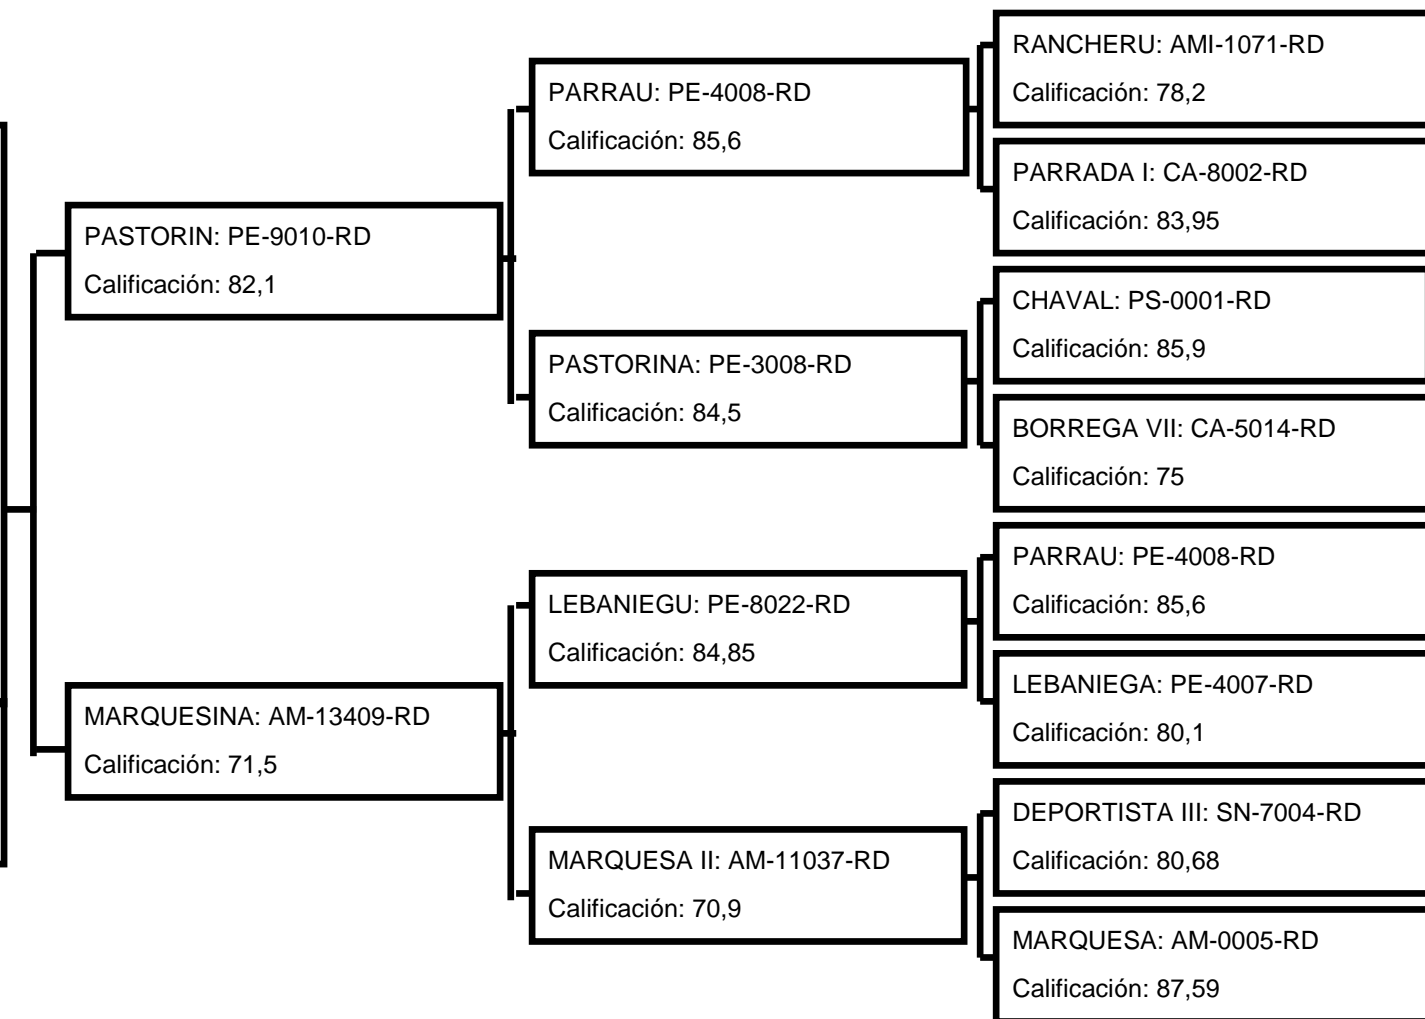 PASTORIN: PE-9010-RD
Calificación: 82,1
MARQUESINA: AM-13409-RD
Calificación: 71,5
PARRAU: PE-4008-RD
Calificación: 85,6
PASTORINA: PE-3008-RD
Calificación: 84,5
LEBANIEGU: PE-8022-RD
Calificación: 84,85
MARQUESA II: AM-11037-RD
Calificación: 70,9
RANCHERU: AMI-1071-RD
Calificación: 78,2
PARRADA I: CA-8002-RD
Calificación: 83,95
CHAVAL: PS-0001-RD
Calificación: 85,9
BORREGA VII: CA-5014-RD
Calificación: 75
PARRAU: PE-4008-RD
Calificación: 85,6
LEBANIEGA: PE-4007-RD
Calificación: 80,1
DEPORTISTA III: SN-7004-RD
Calificación: 80,68
MARQUESA: AM-0005-RD
Calificación: 87,59